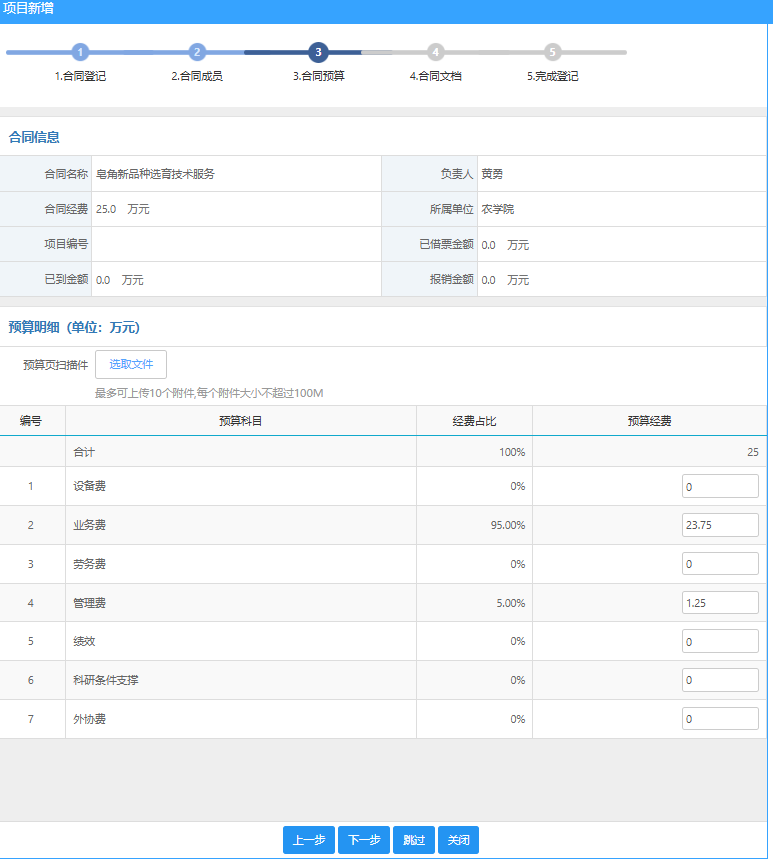 项目新增
1 2 3 4 5
1.合同登记 2.合同成员 3.合同预算 4.合同文档 5.完成登记
合同信息
合同名称 皂角新品种选育技术服务 负责人 黄勇
合同经费 25.0 万元 所属单位 农学院
项目编号 已借票金额 0.0 万元
已到金额 0.0 万元 报销金额 0.0 万元
预算明细（单位：万元）
预算页扫描件 选取文件
最多可上传10个附件,每个附件大小不超过100M
编号 预算科目 经费占比 预算经费
合计 100% 25
1 设备费 0% 0
2 业务费 95.00% 23.75
3 劳务费 0% 0
4 管理费 5.00% 1.25
5 绩效 0% 0
6 科研条件支撑 0% 0
7 外协费 0% 0
上一步 下一步 跳过 关闭